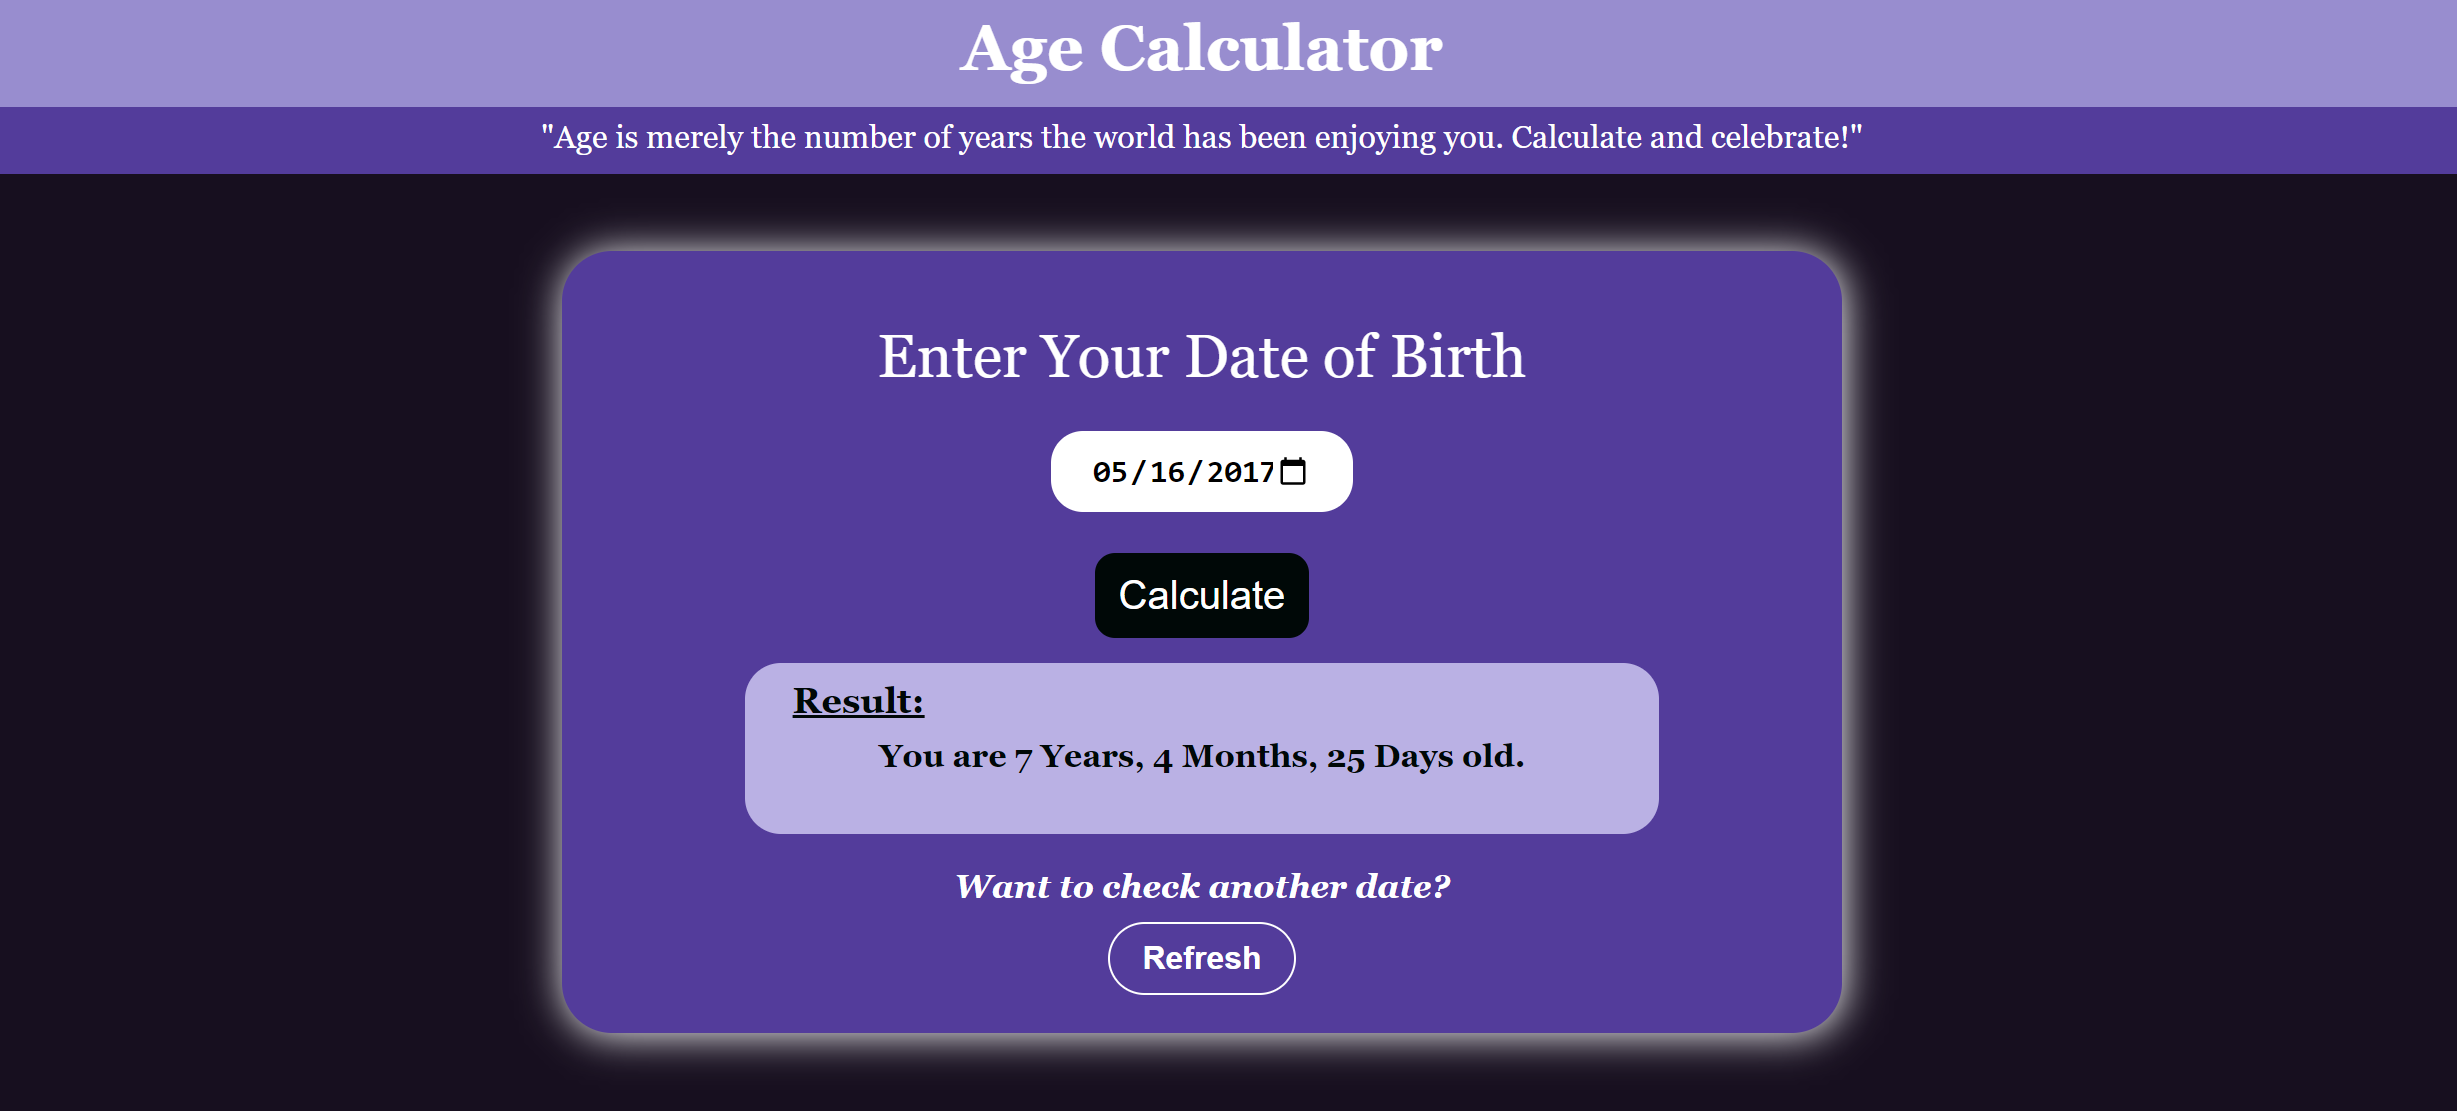 Age Calculator
"Age is merely the number of years the world has been enjoying you. Calculate and celebrate!"
Enter Your Date of Birth
05/16/2017
Calculate
Result:
You are 7 Years, 4 Months, 25 Days old.
Want to check another date?
Refresh